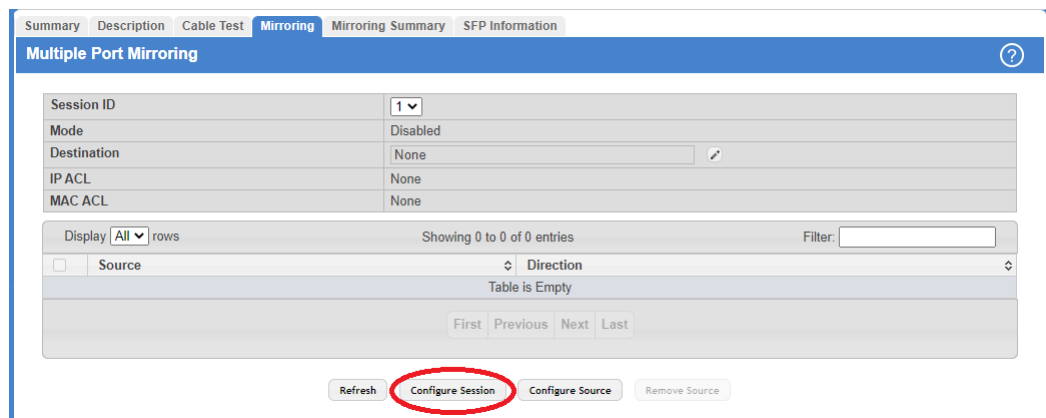 Summary Description Cable Test Mirroring Mirroring Summary SFP Information
Multiple Port Mirroring ?
Session ID 1
Mode Disabled
Destination None
IP ACL None
MAC ACL None
Display All rows Showing 0 to 0 of 0 entries Filter:
Source Direction
Table is Empty
First Previous Next Last
Refresh Configure Session Configure Source Remove Source